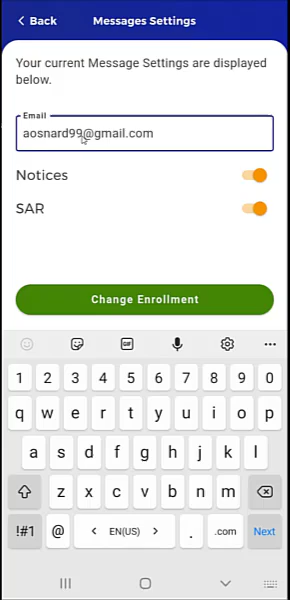 Back
Messages Settings
Your current Message Settings are displayed
below.
Email
aosnard99@gmail.com
Notices
SAR
Change Enrollment
GIF
1 2 3 4 5 6 7 8 9 0
q w e r t y u i o p
a s d f g h j k l
z x c v b n m
!#1 @ < EN(US) > . .com Next